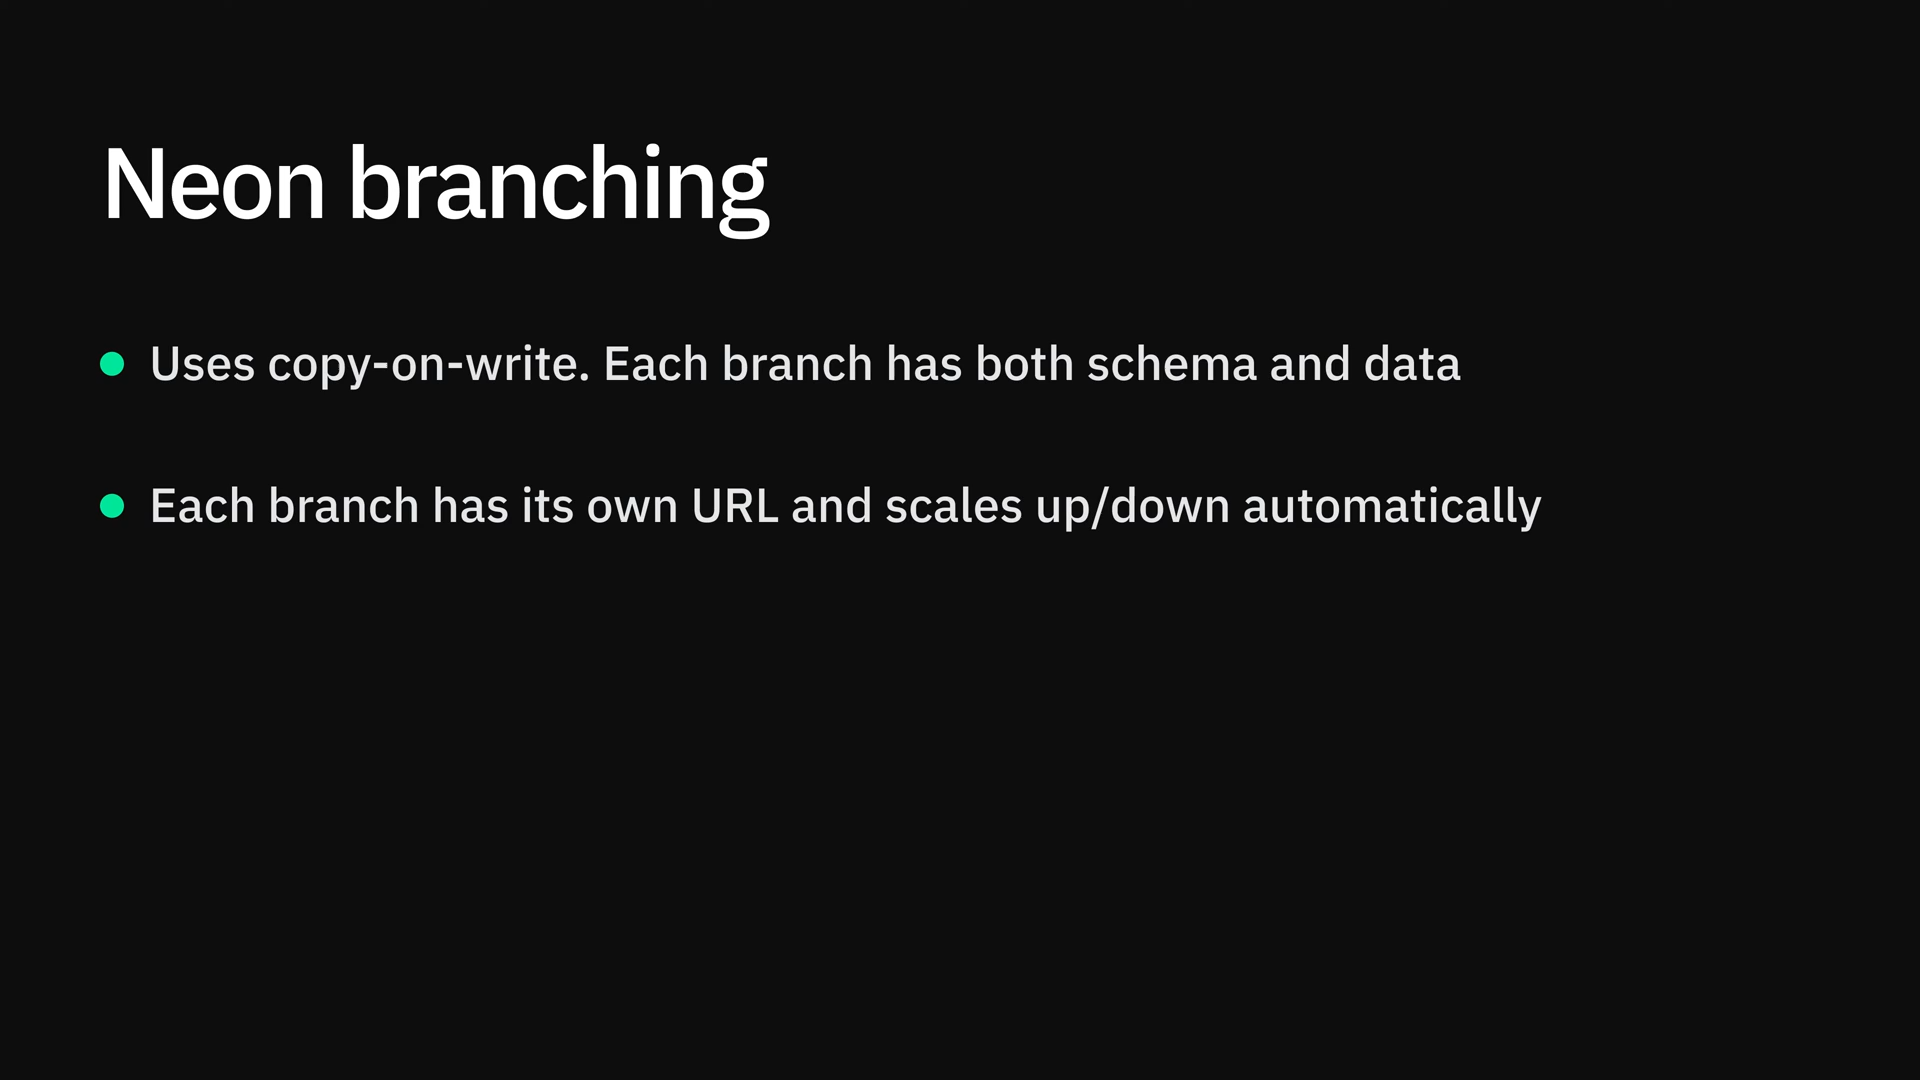 Neon branching
Uses copy-on-write. Each branch has both schema and data
Each branch has its own URL and scales up/down automatically